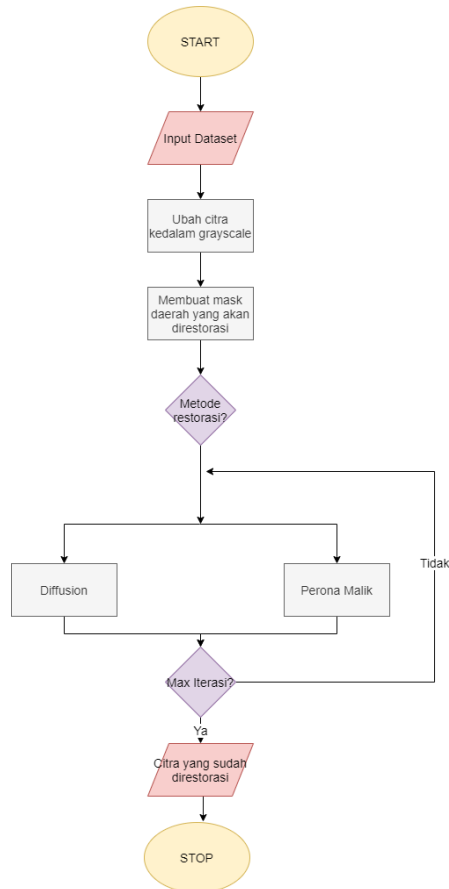 START
Input Dataset
Ubah citra
kedalam grayscale
Membuat mask
daerah yang akan
direstorasi
Metode
restorasi?
Diffusion
Perona Malik
Tidak
Max Iterasi?
Ya
Citra yang sudah
direstorasi
STOP